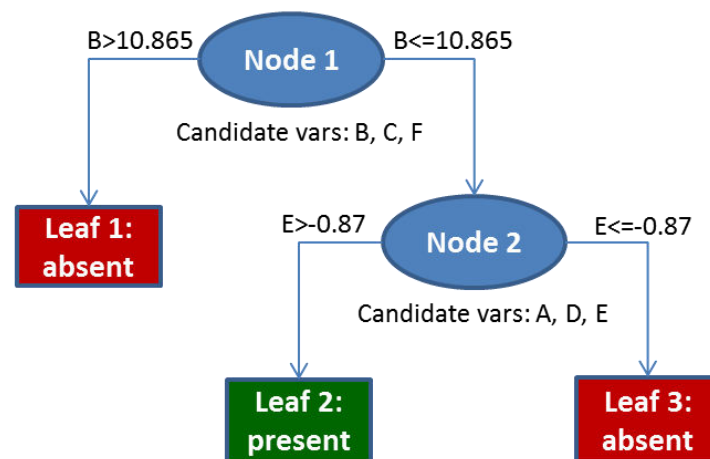 B>10.865
B<=10.865
Node 1
Candidate vars: B, C, F
Leaf 1:
absent
E>-0.87
Node 2
E<=-0.87
Candidate vars: A, D, E
Leaf 2:
present
Leaf 3:
absent